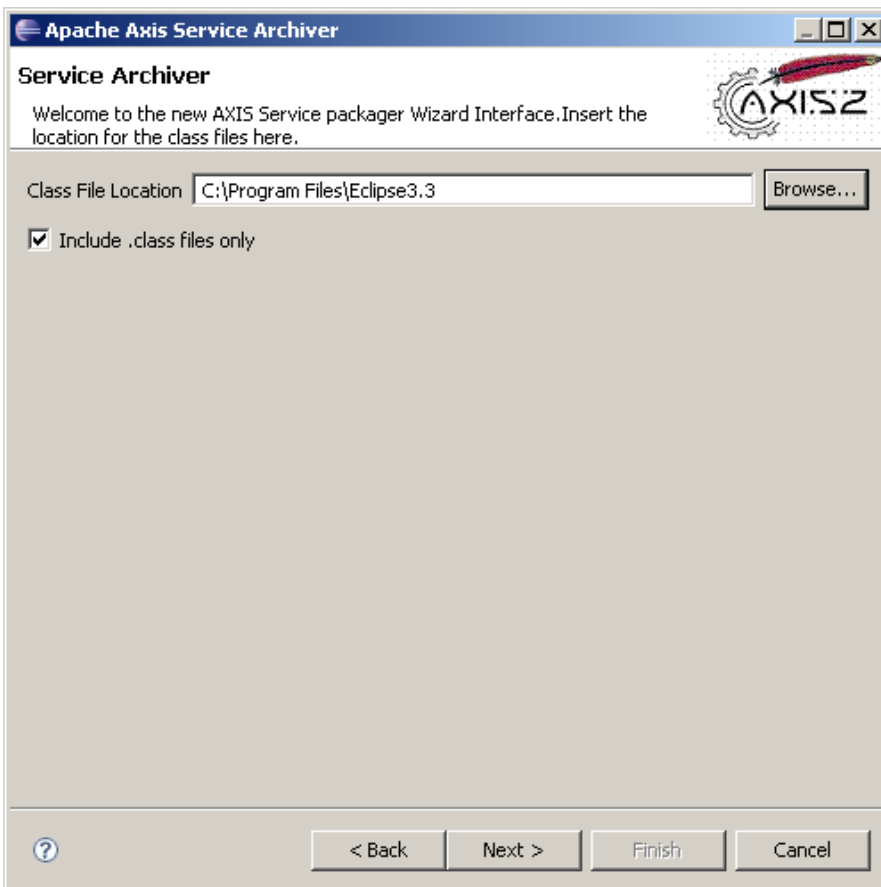 Apache Axis Service Archiver
Service Archiver
Welcome to the new AXIS Service packager Wizard Interface.Insert the
location for the class files here.
AXIS2
Class File Location C:\Program Files\Eclipse3.3 Browse...
Include .class files only
? < Back Next > Finish Cancel